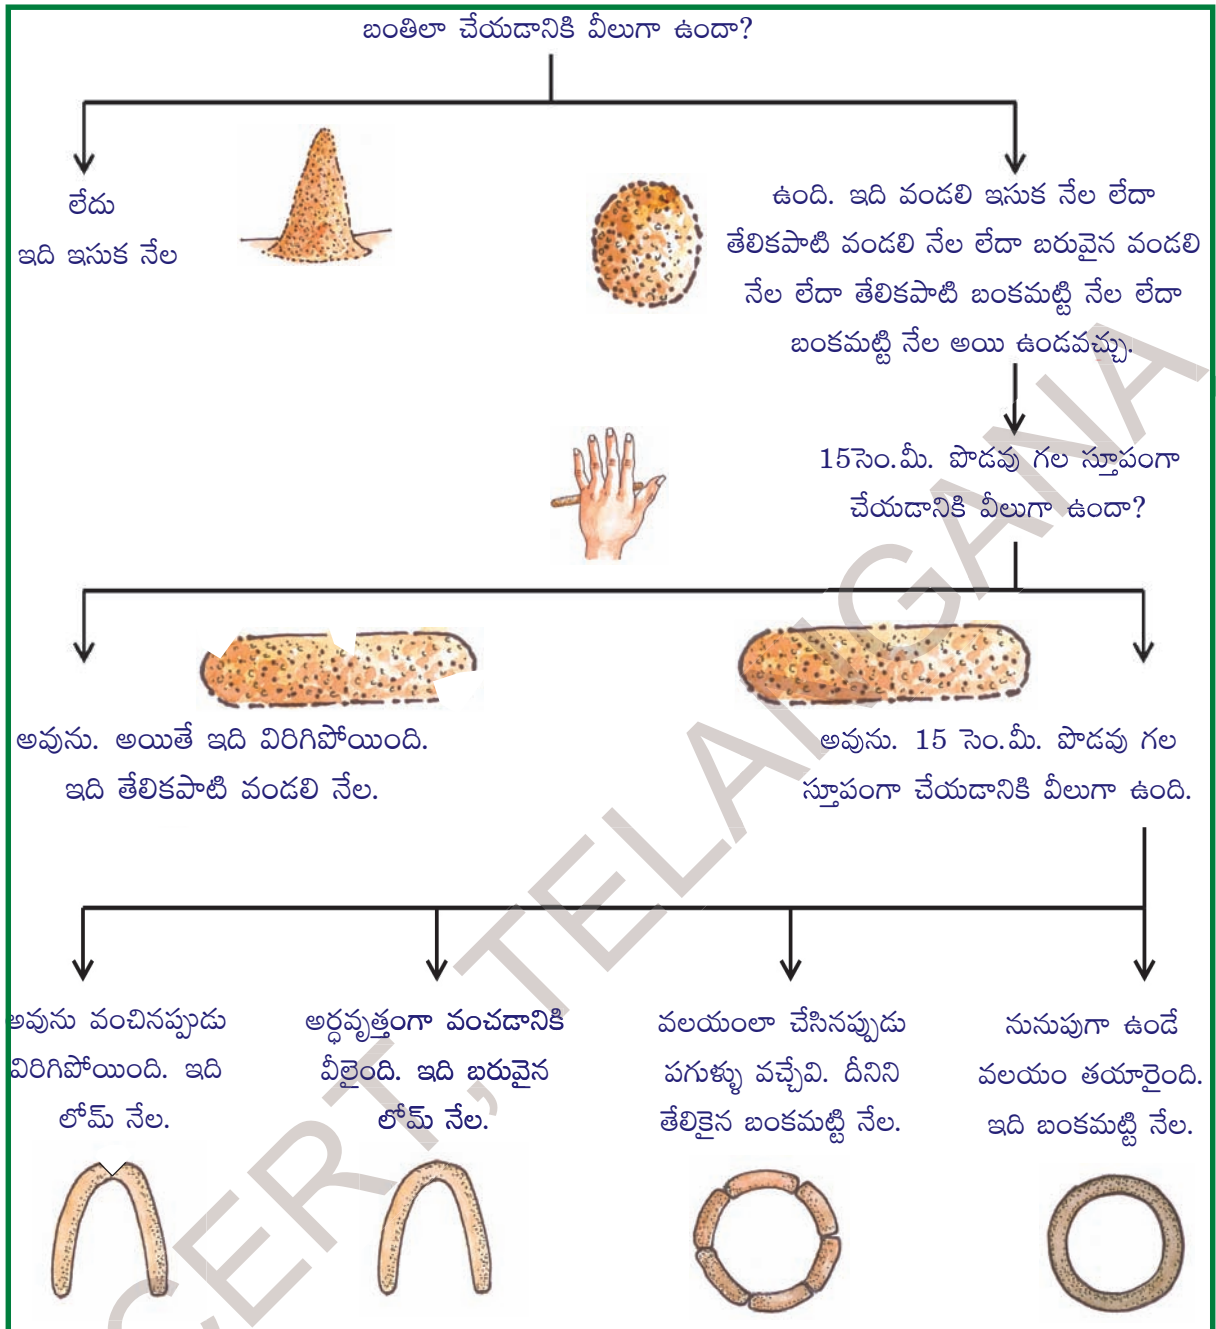 బంతిలా చేయడానికి వీలుగా ఉందా?
లేదు
ఇది ఇసుక నేల
ఉంది. ఇది వండలి ఇసుక నేల లేదా
తేలికపాటి వండలి నేల లేదా బరువైన వండలి
నేల లేదా తేలికపాటి బంకమట్టి నేల లేదా
బంకమట్టి నేల అయి ఉండవచ్చు.
15సెం.మీ. పొడవు గల స్తూపంగా
చేయడానికి వీలుగా ఉందా?
అవును. అయితే ఇది విరిగిపోయింది.
ఇది తేలికపాటి వండలి నేల.
అవును. 15 సెం.మీ. పొడవు గల
స్తూపంగా చేయడానికి వీలుగా ఉంది.
అవును వంచినప్పుడు
విరిగిపోయింది. ఇది
లోమ్ నేల.
అర్ధవృత్తంగా వంచడానికి
వీలైంది. ఇది బరువైన
లోమ్ నేల.
వలయంలా చేసినప్పుడు
పగుళ్ళు వచ్చేవి. దీనిని
తేలికైన బంకమట్టి నేల.
నునుపుగా ఉండే
వలయం తయారైంది.
ఇది బంకమట్టి నేల.
CERT, TELANGANA